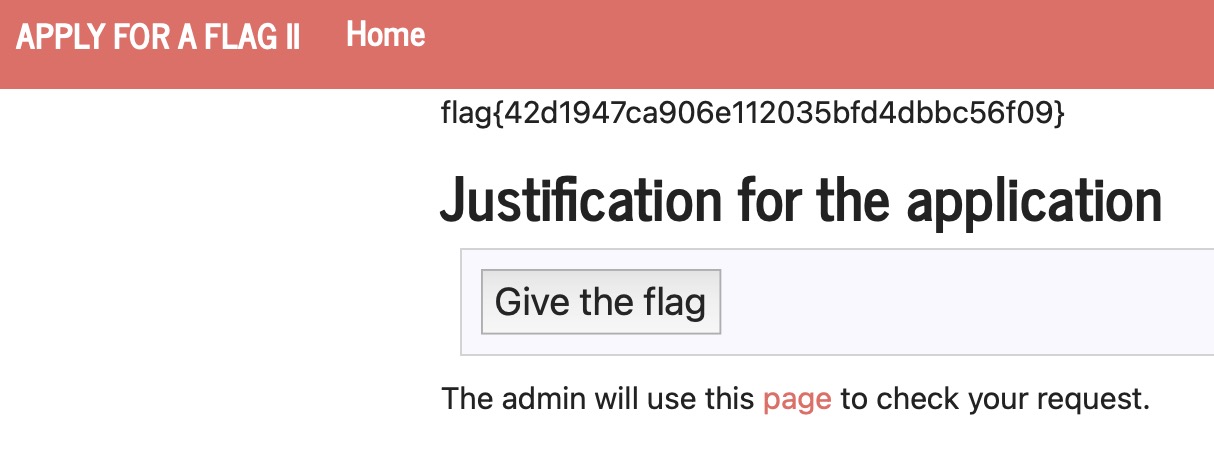 APPLY FOR A FLAG II Home
flag{42d1947ca906e112035bfd4dbbc56f09}
Justification for the application
Give the flag
The admin will use this page to check your request.